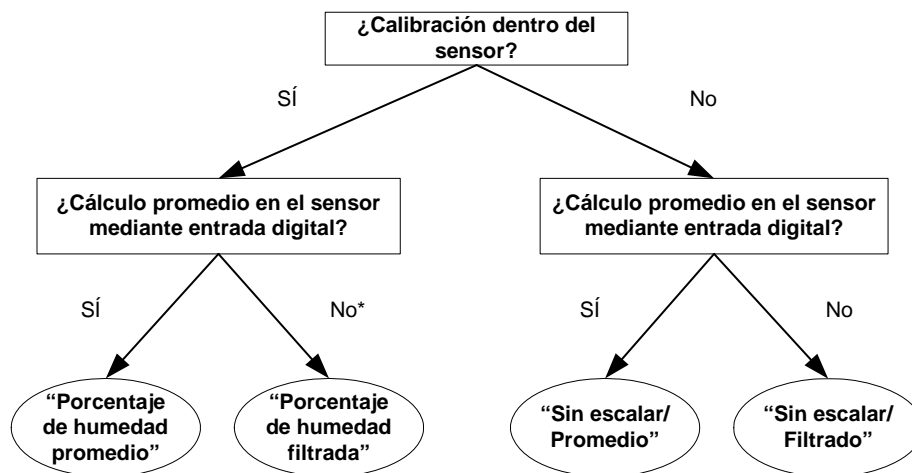 ¿Calibración dentro del
sensor?
SÍ
No
¿Cálculo promedio en el sensor
mediante entrada digital?
¿Cálculo promedio en el sensor
mediante entrada digital?
SÍ
No*
SÍ
No
“Porcentaje
de humedad
promedio”
“Porcentaje
de humedad
filtrada”
“Sin escalar/
Promedio”
“Sin escalar/
Filtrado”